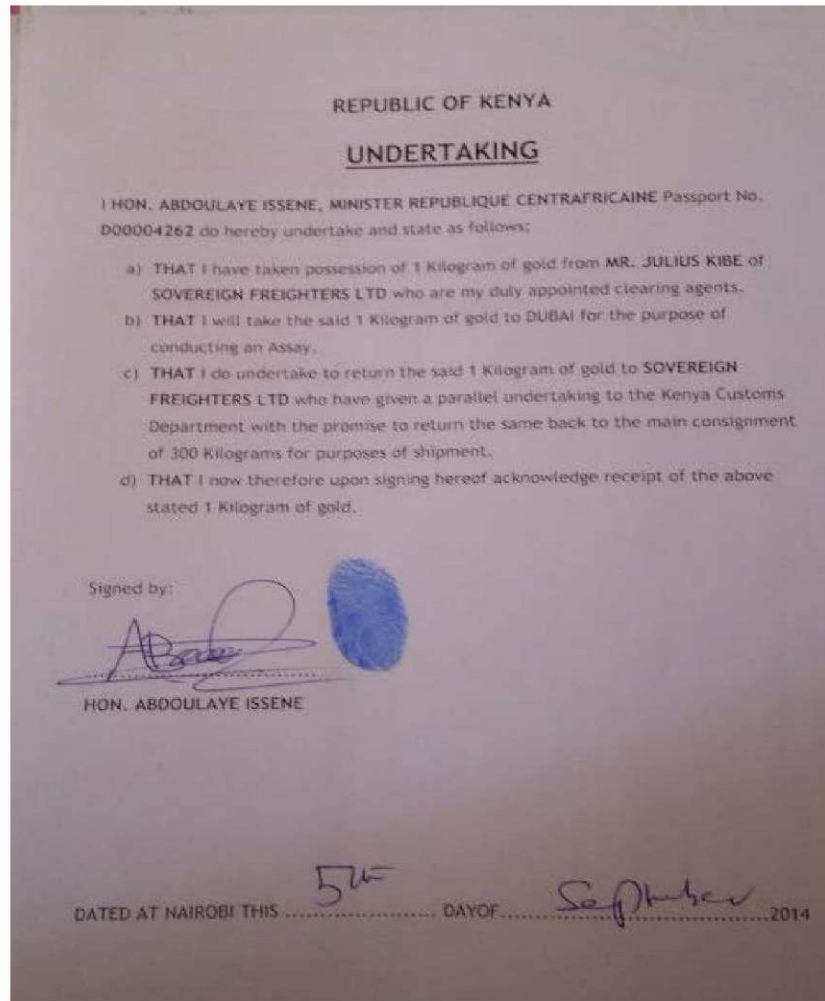 REPUBLIC OF KENYA
UNDERTAKING
I HON. ABDOULAYE ISSENE, MINISTER REPUBLIQUE CENTRAFRICAINE Passport No.
D00004262 do hereby undertake and state as follows;
a) THAT I have taken possession of 1 Kilogram of gold from MR. JULIUS KIBE of
SOVEREIGN FREIGHTERS LTD who are my duly appointed clearing agents.
b) THAT I will take the said 1 Kilogram of gold to DUBAI for the purpose of
conducting an Assay.
c) THAT I do undertake to return the said 1 Kilogram of gold to SOVEREIGN
FREIGHTERS LTD who have given a parallel undertaking to the Kenya Customs
Department with the promise to return the same back to the main consignment
of 300 Kilograms for purposes of shipment.
d) THAT I now therefore upon signing hereof acknowledge receipt of the above
stated 1 Kilogram of gold.
Signed by:
HON. ABDOULAYE ISSENE
DATED AT NAIROBI THIS 5th DAYOF September 2014